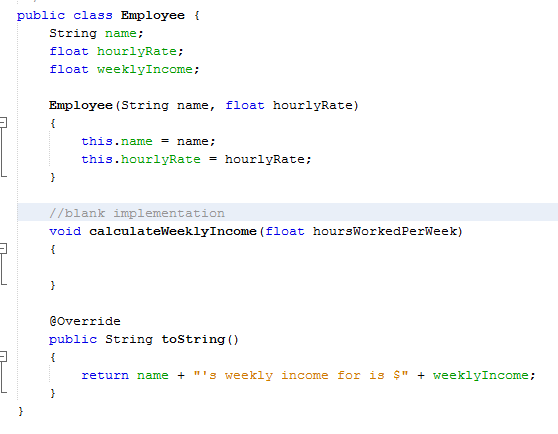 public class Employee {
String name;
float hourlyRate;
float weeklyIncome;
Employee(String name, float hourlyRate)
{
this.name = name;
this.hourlyRate = hourlyRate;
}
//blank implementation
void calculateWeeklyIncome(float hoursWorkedPerWeek)
{
}
@Override
public String toString()
{
return name + "'s weekly income for is $" + weeklyIncome;
}
}